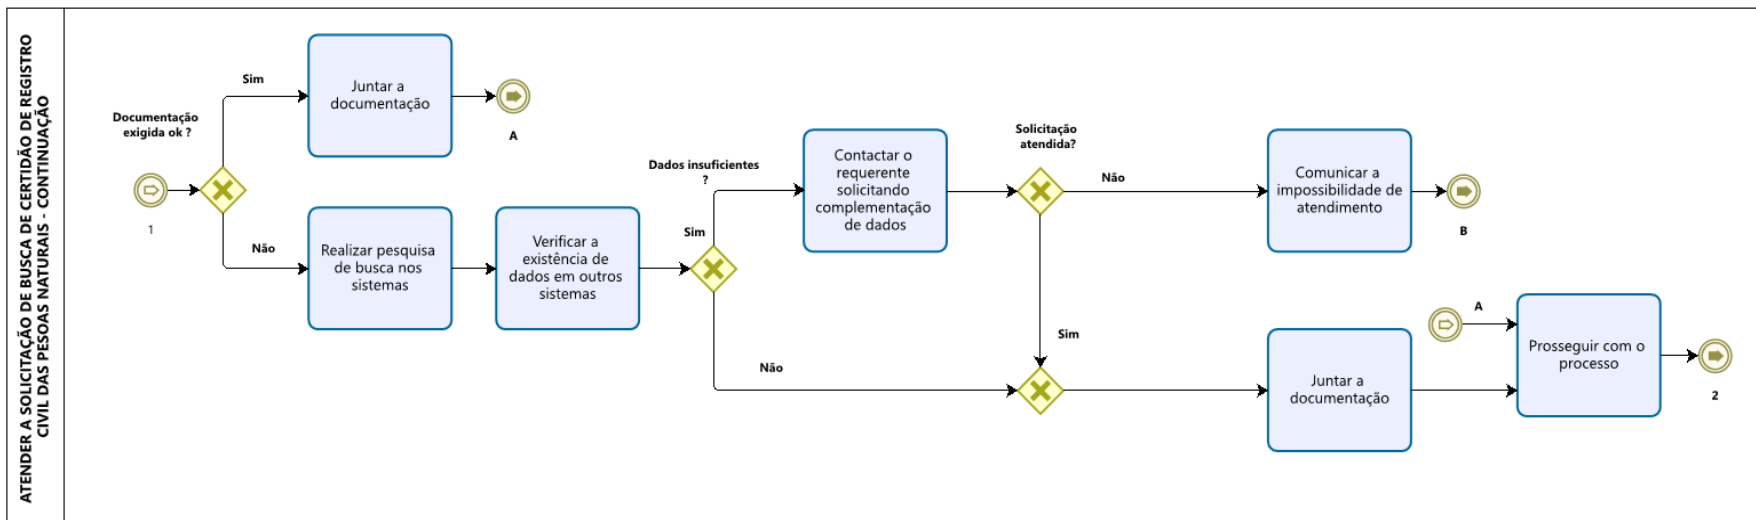 ATENDER A SOLICITAÇÃO DE BUSCA DE CERTIDÃO DE REGISTRO
CIVIL DAS PESOAS NATURAIS - CONTINUAÇÃO
Documentação
exigida ok ?
1
Sim
Juntar a
documentação
A
Não
Realizar pesquisa
de busca nos
sistemas
Verificar a
existência de
dados em outros
sistemas
Dados insuficientes
?
Sim
Contactar o
requerente
solicitando
complementação
de dados
Solicitação
atendida?
Não
Comunicar a
impossibilidade de
atendimento
B
Não
Sim
Juntar a
documentação
A
Prosseguir com o
processo
2